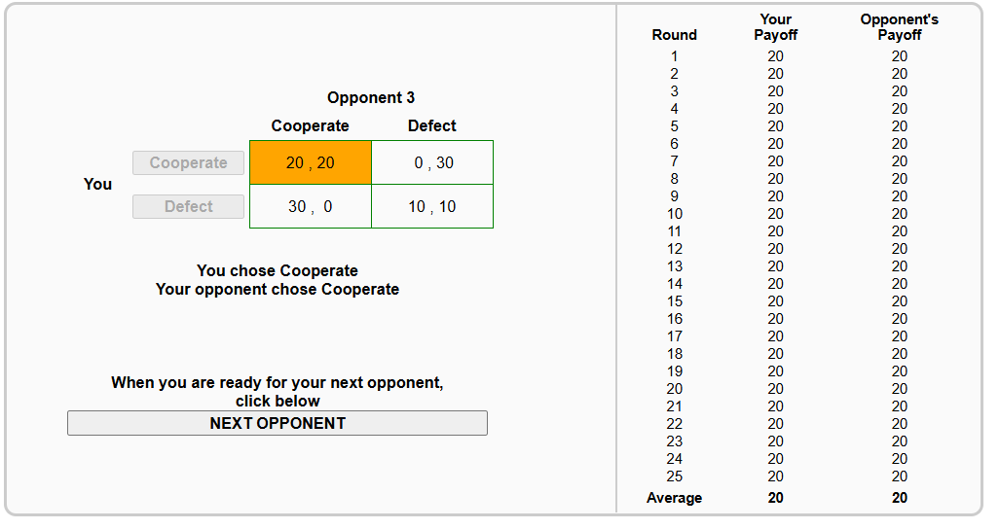 Opponent 3
Cooperate Defect
You
Cooperate 20 , 20 0 , 30
Defect 30 , 0 10 , 10
You chose Cooperate
Your opponent chose Cooperate
When you are ready for your next opponent,
click below
NEXT OPPONENT
Your Opponent's
Round Payoff Payoff
1 20 20
2 20 20
3 20 20
4 20 20
5 20 20
6 20 20
7 20 20
8 20 20
9 20 20
10 20 20
11 20 20
12 20 20
13 20 20
14 20 20
15 20 20
16 20 20
17 20 20
18 20 20
19 20 20
20 20 20
21 20 20
22 20 20
23 20 20
24 20 20
25 20 20
Average 20 20